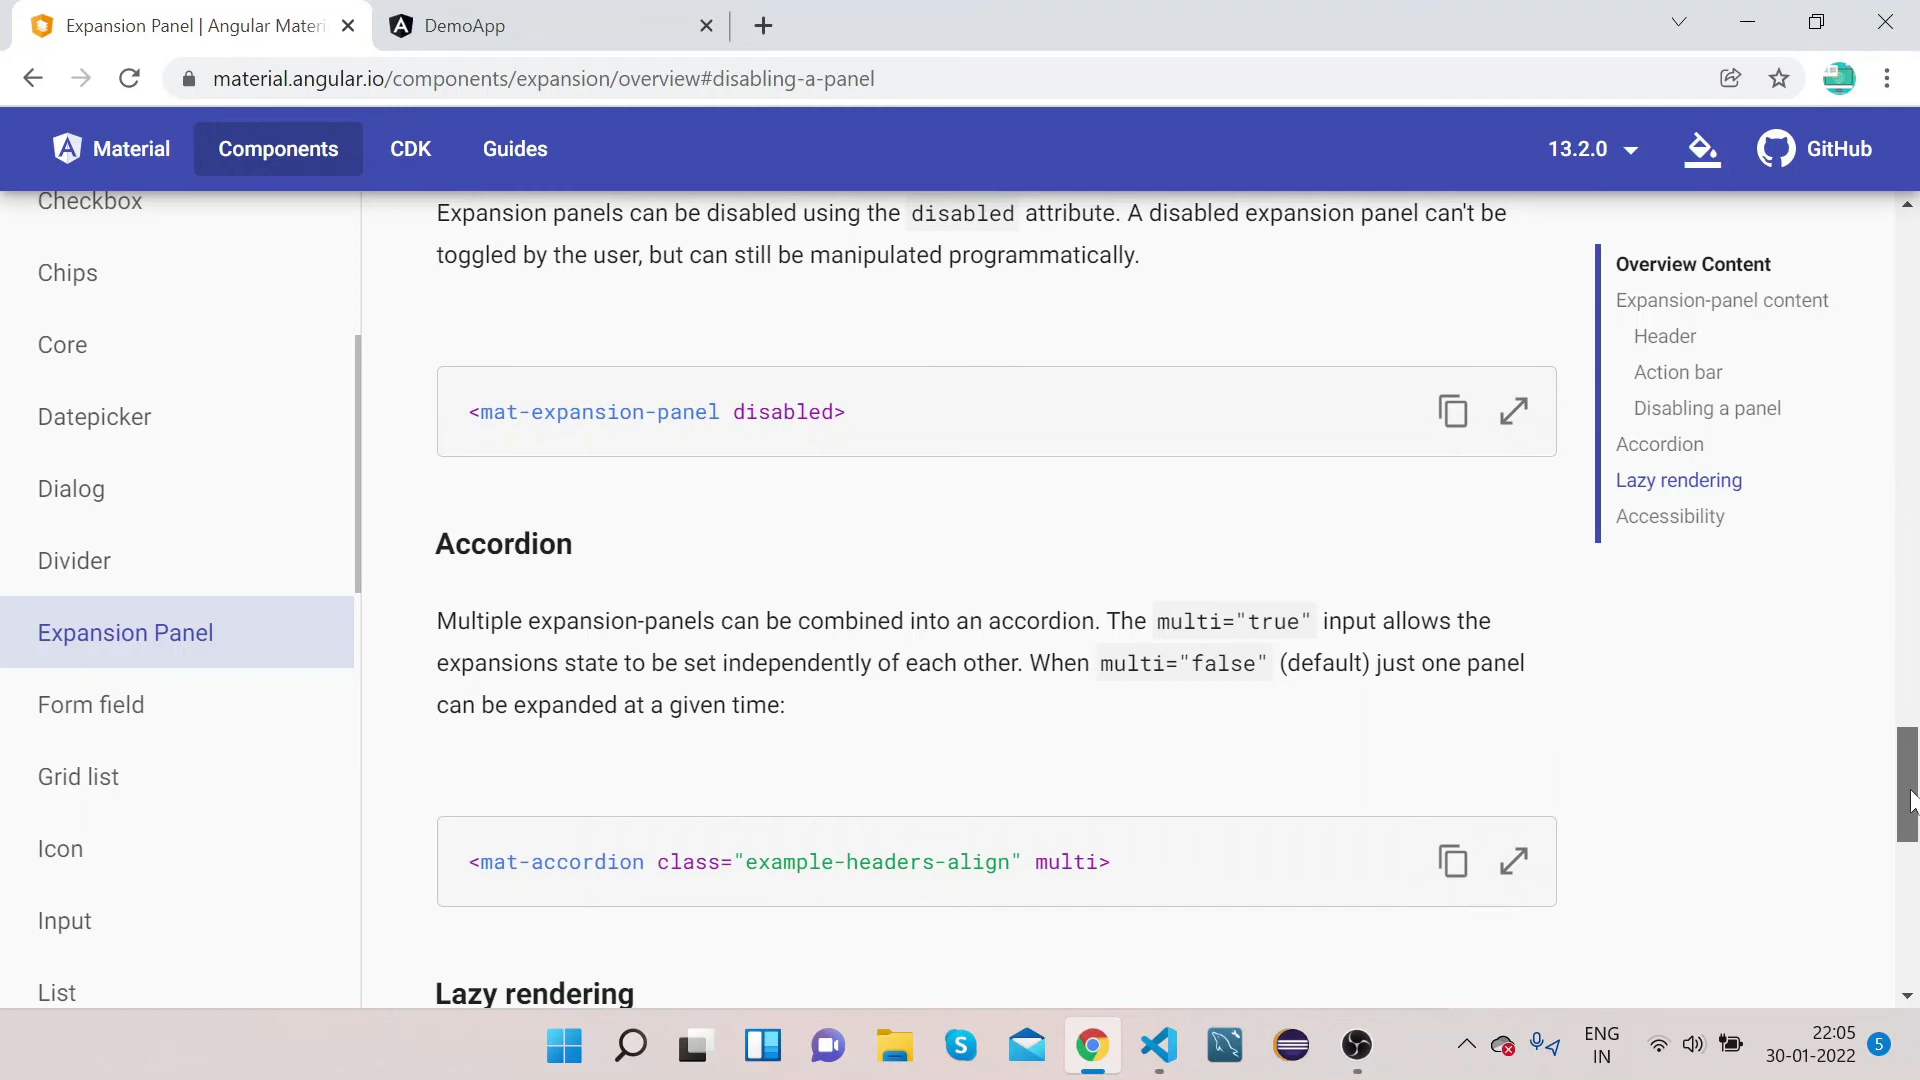 Expansion Panel | Angular Materi
DemoApp
material.angular.io/components/expansion/overview#disabling-a-panel
Material
Components
CDK
Guides
13.2.0
GitHub
Checkbox
Chips
Core
Datepicker
Dialog
Divider
Expansion Panel
Form field
Grid list
Icon
Input
List
Expansion panels can be disabled using the disabled attribute. A disabled expansion panel can't be
toggled by the user, but can still be manipulated programmatically.
<mat-expansion-panel disabled>
Accordion
Multiple expansion-panels can be combined into an accordion. The multi="true" input allows the
expansions state to be set independently of each other. When multi="false" (default) just one panel
can be expanded at a given time:
<mat-accordion class="example-headers-align" multi>
Lazy rendering
Overview Content
Expansion-panel content
Header
Action bar
Disabling a panel
Accordion
Lazy rendering
Accessibility
ENG
IN
22:05
30-01-2022
5